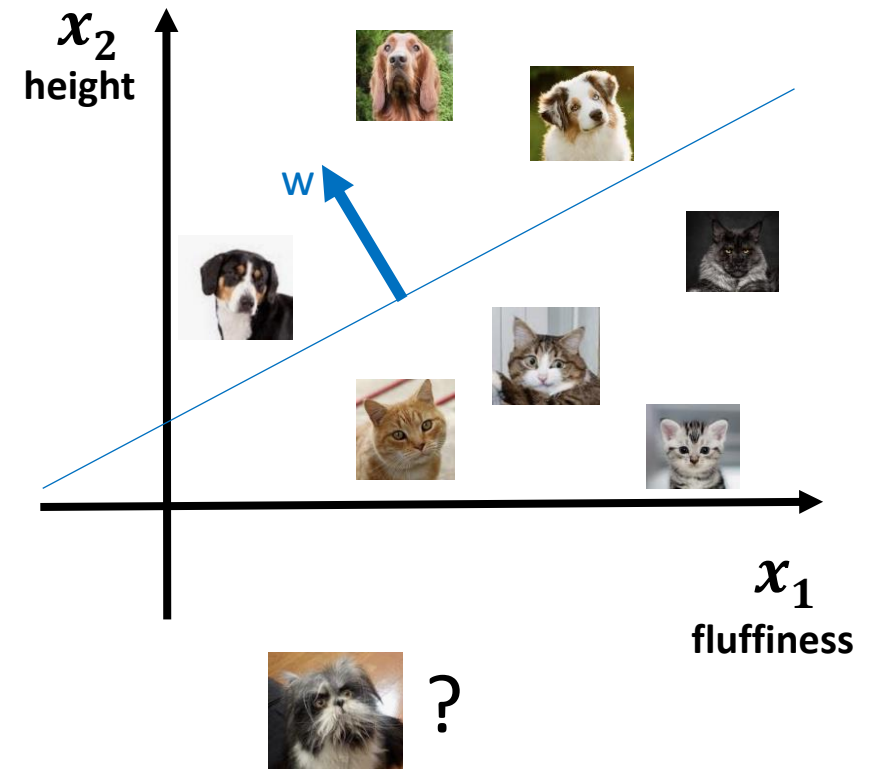 x₂
height
w
x₁
fluffiness
?